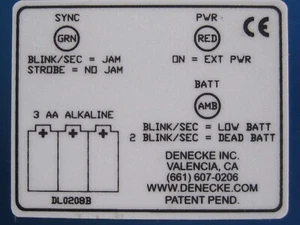 SYNC
GRN
BLINK/SEC = JAM
STROBE = NO JAM
PWR
RED
CE
ON = EXT PWR
BATT
AMB
BLINK/SEC = LOW BATT
2 BLINK/SEC = DEAD BATT
3 AA ALKALINE
+ + +
DL0208B
DENECKE INC.
VALENCIA, CA
(661) 607-0206
WWW.DENECKE.COM
PATENT PEND.